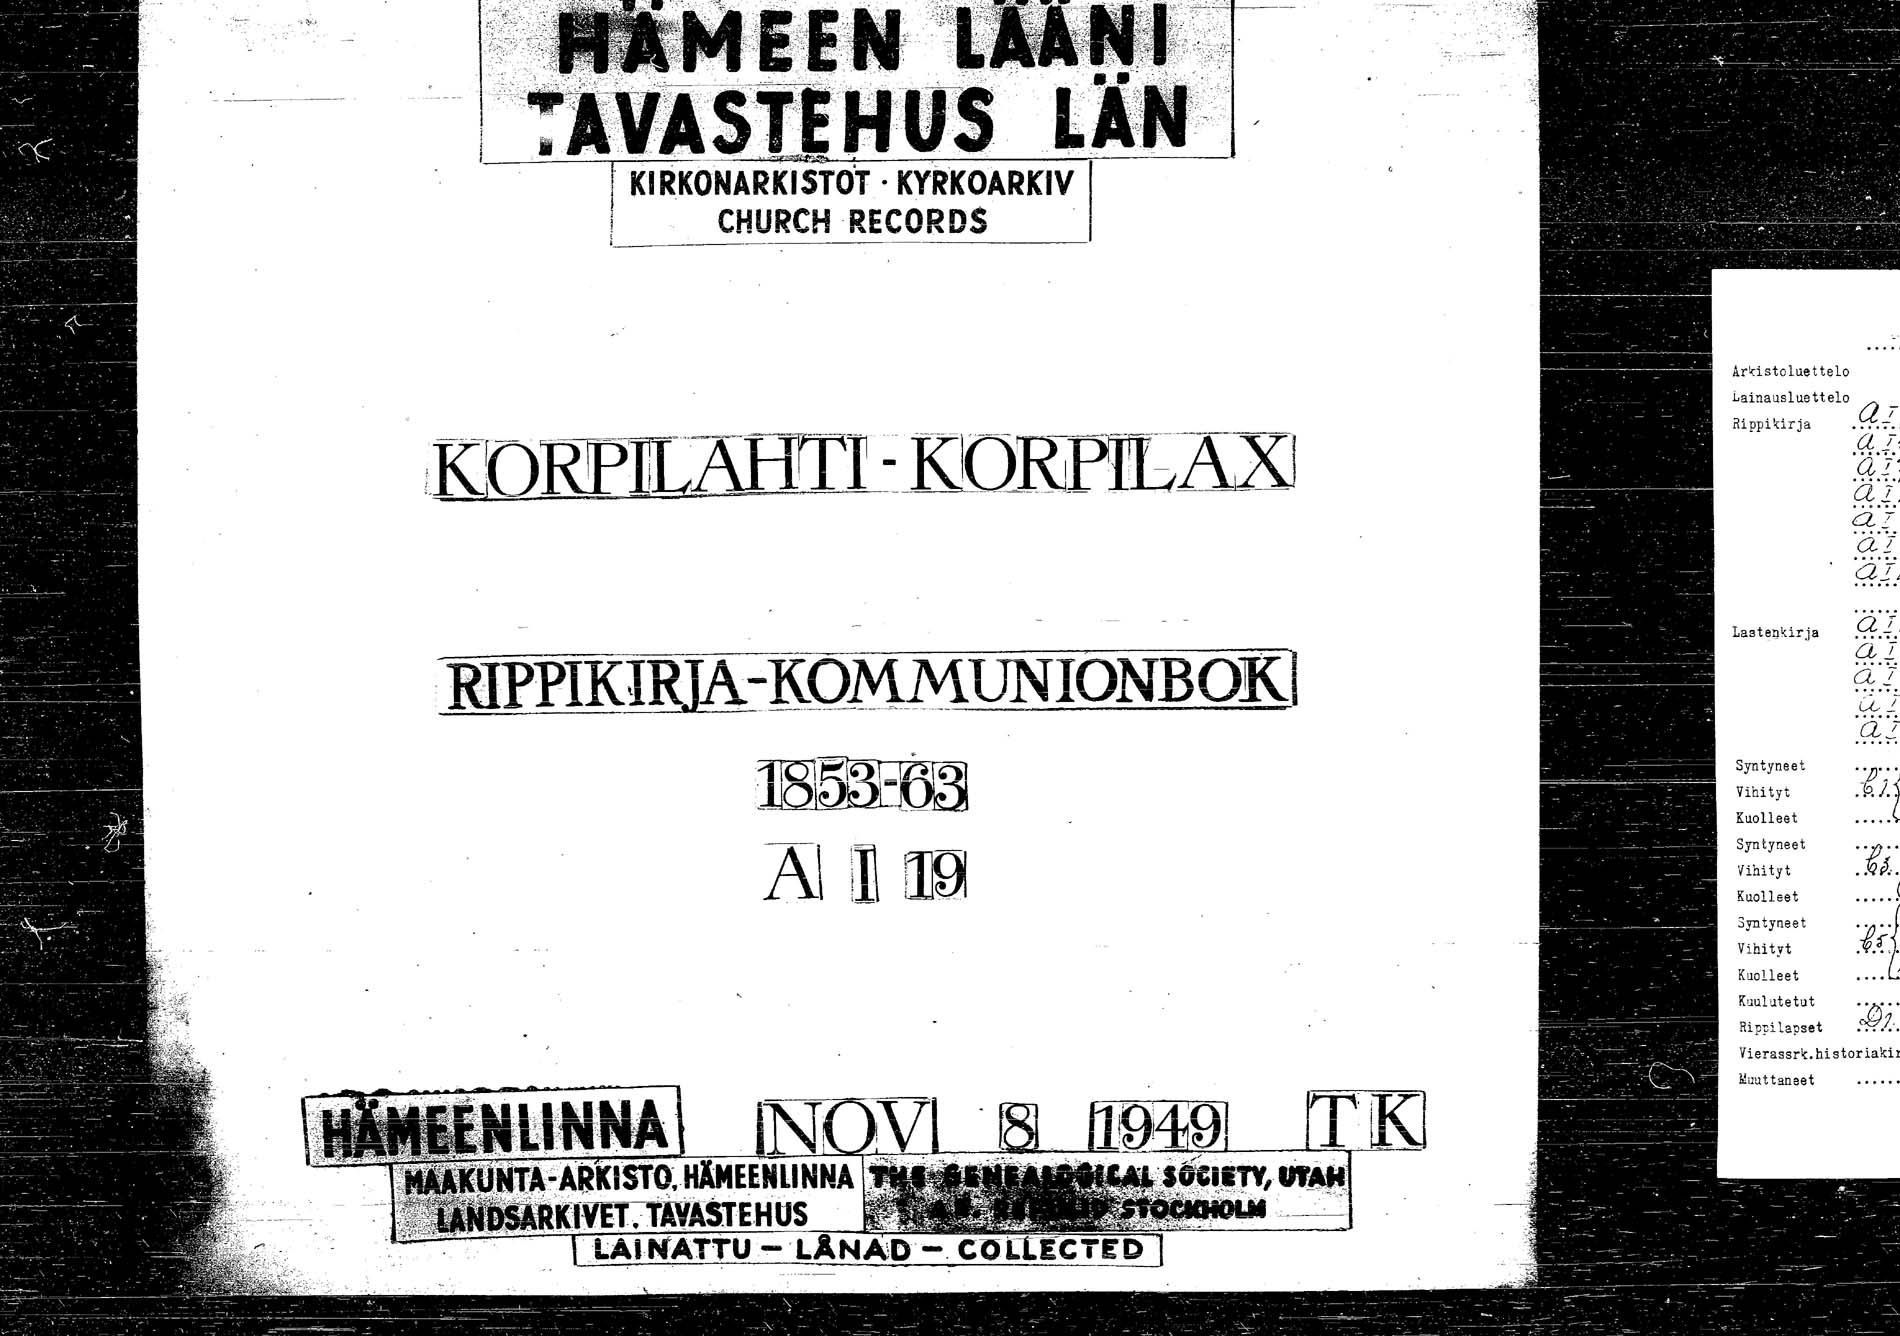 HÄMEEN LÄÄNI
TAVASTEHUS LÄN
KIRKONARKISTOT · KYRKOARKIV
CHURCH RECORDS
KORPILAHTI - KORPILAX
RIPPIKIRJA-KOMMUNIONBOK
1853-63
A I 19
HÄMEENLINNA NOV 8 1949 TK
MAAKUNTA-ARKISTO, HÄMEENLINNA
LANDSARKIVET, TAVASTEHUS
THE GENEALOGICAL SOCIETY, UTAH
STOCKHOLM
LAINATTU - LÅNAD - COLLECTED
Arkistoluettelo
Lainausluettelo
Rippikirja a I
a I
a I
a I
a I
a I
a I
Lastenkirja a I
a I
a I
a I
a I
Syntyneet
Vihityt
Kuolleet
Syntyneet
Vihityt
Kuolleet
Syntyneet
Vihityt
Kuolleet
Kuulutetut
Rippilapset
Vierassrk.historiakir
Muuttaneet